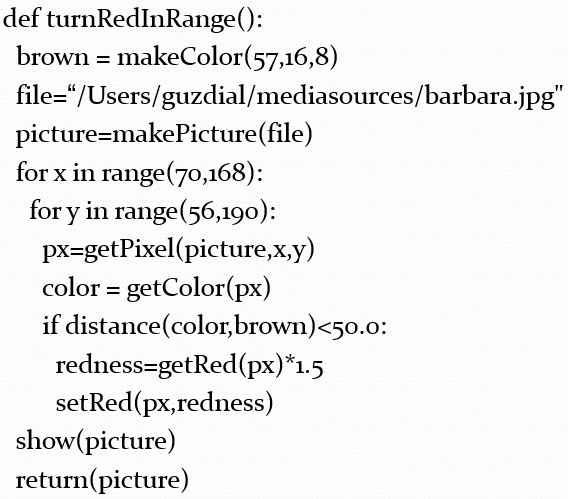 def turnRedInRange():
  brown = makeColor(57,16,8)
  file=“/Users/guzdial/mediasources/barbara.jpg"
  picture=makePicture(file)
  for x in range(70,168):
    for y in range(56,190):
      px=getPixel(picture,x,y)
      color = getColor(px)
      if distance(color,brown)<50.0:
        redness=getRed(px)*1.5
        setRed(px,redness)
  show(picture)
  return(picture)